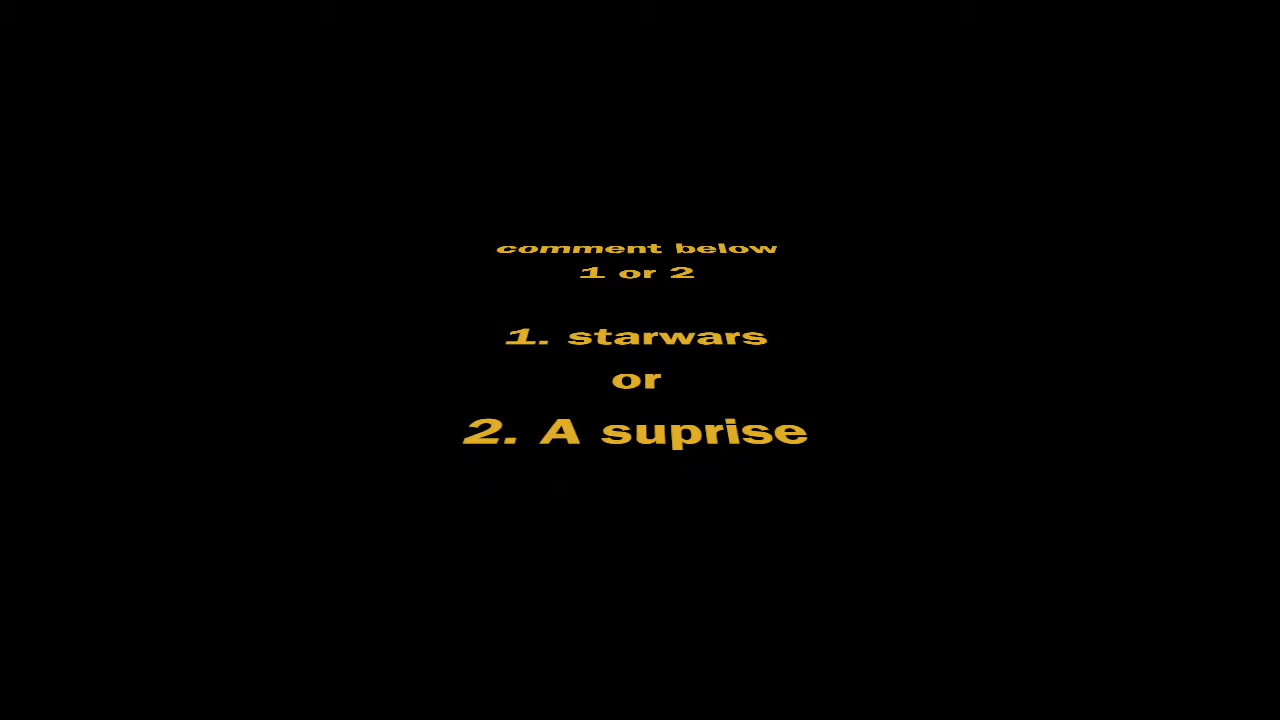 comment below
1 or 2
1. starwars
or
2. A suprise